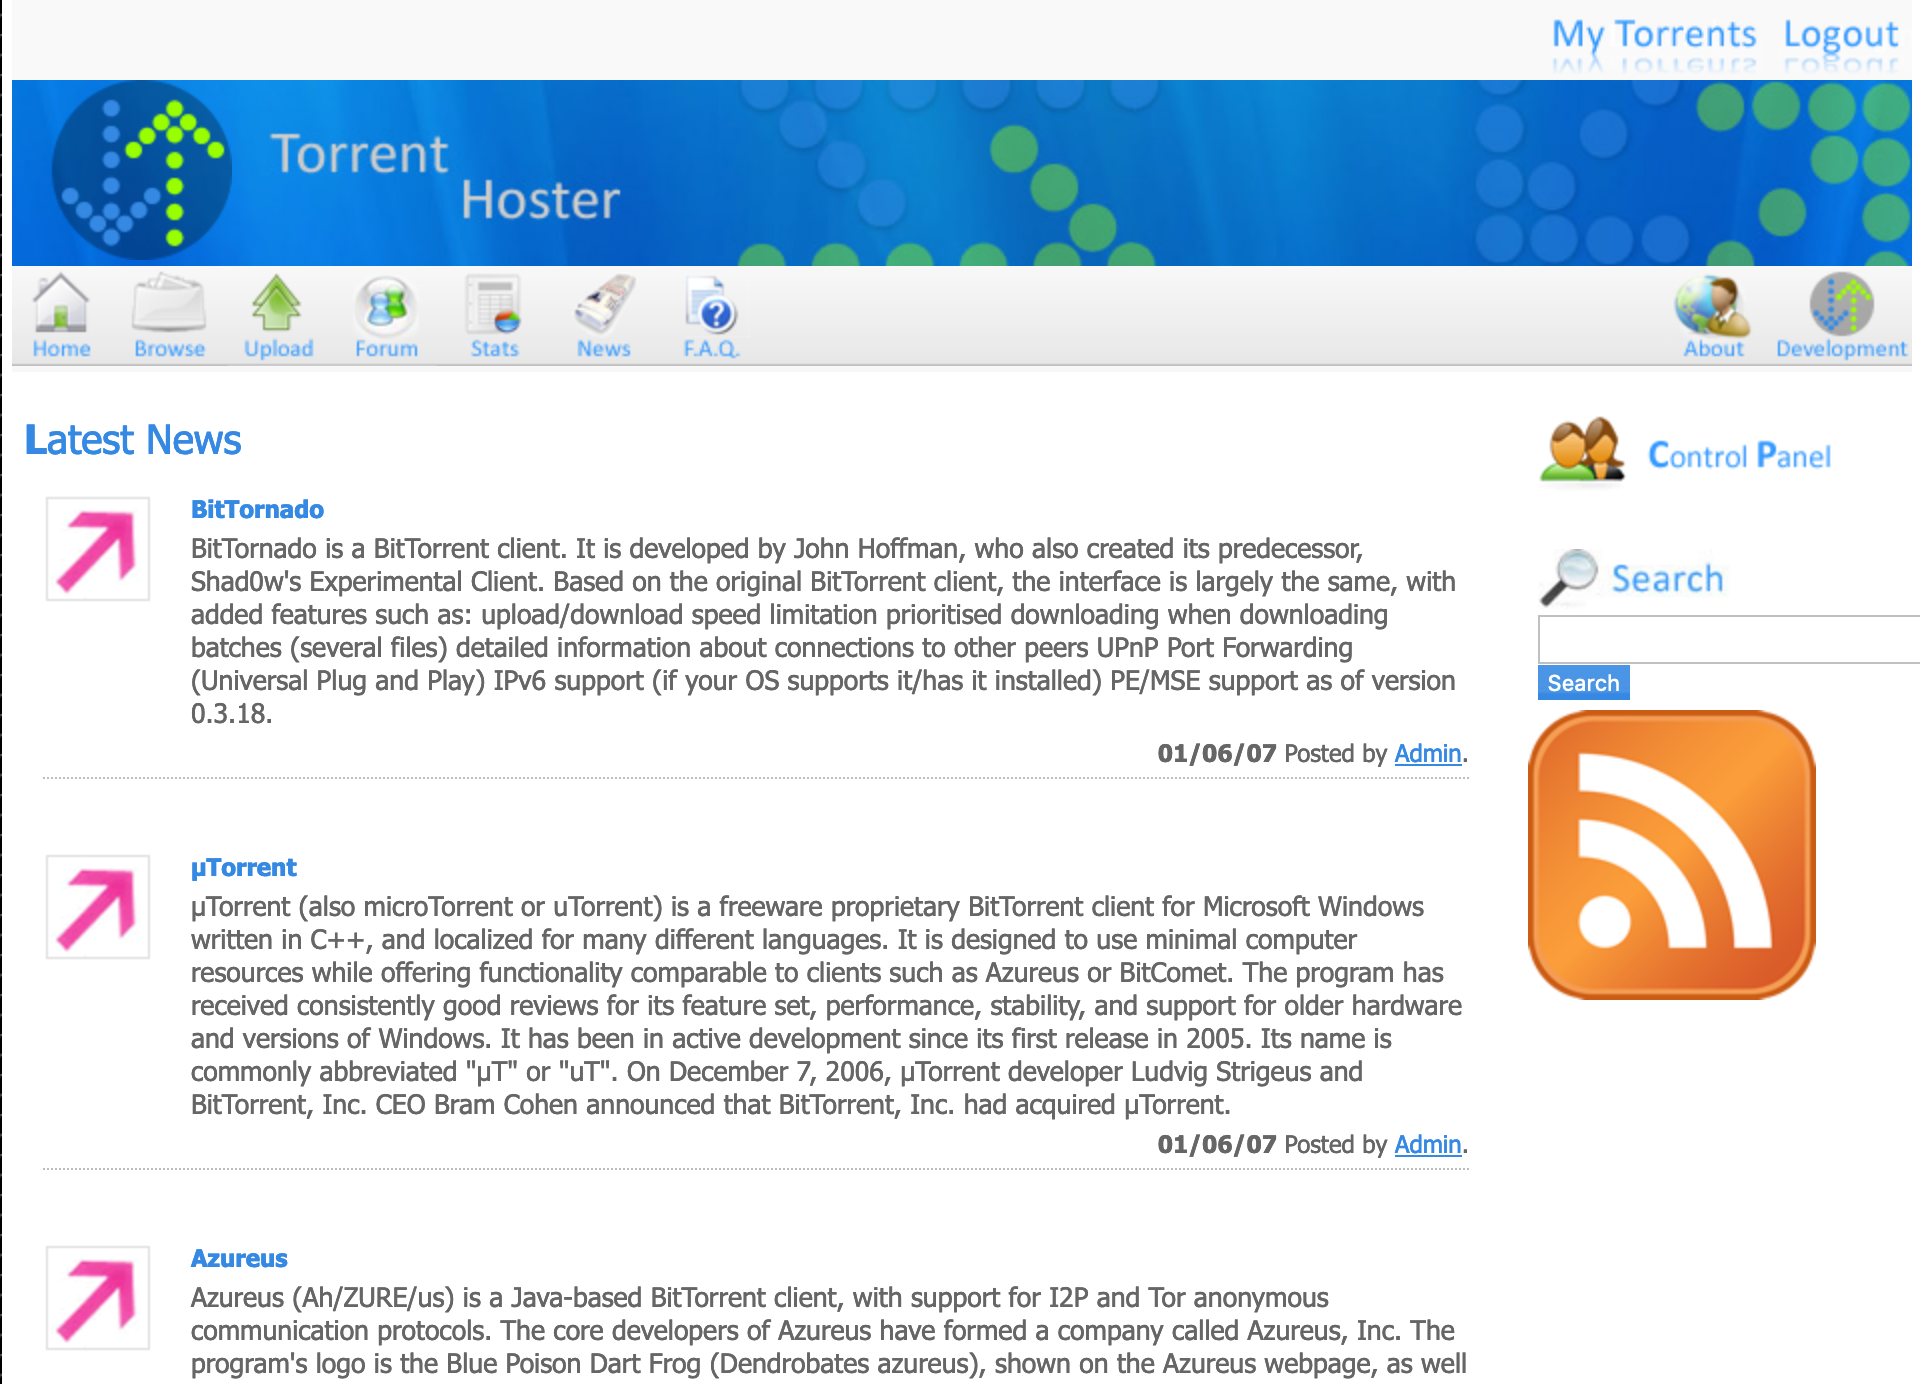 My Torrents Logout
Torrent
Hoster
Home Browse Upload Forum Stats News F.A.Q. About Development
Latest News
Control Panel
BitTornado
BitTornado is a BitTorrent client. It is developed by John Hoffman, who also created its predecessor,
Shad0w's Experimental Client. Based on the original BitTorrent client, the interface is largely the same, with
added features such as: upload/download speed limitation prioritised downloading when downloading
batches (several files) detailed information about connections to other peers UPnP Port Forwarding
(Universal Plug and Play) IPv6 support (if your OS supports it/has it installed) PE/MSE support as of version
0.3.18.
01/06/07 Posted by Admin.
Search
Search
µTorrent
µTorrent (also microTorrent or uTorrent) is a freeware proprietary BitTorrent client for Microsoft Windows
written in C++, and localized for many different languages. It is designed to use minimal computer
resources while offering functionality comparable to clients such as Azureus or BitComet. The program has
received consistently good reviews for its feature set, performance, stability, and support for older hardware
and versions of Windows. It has been in active development since its first release in 2005. Its name is
commonly abbreviated "µT" or "uT". On December 7, 2006, µTorrent developer Ludvig Strigeus and
BitTorrent, Inc. CEO Bram Cohen announced that BitTorrent, Inc. had acquired µTorrent.
01/06/07 Posted by Admin.
Azureus
Azureus (Ah/ZURE/us) is a Java-based BitTorrent client, with support for I2P and Tor anonymous
communication protocols. The core developers of Azureus have formed a company called Azureus, Inc. The
program's logo is the Blue Poison Dart Frog (Dendrobates azureus), shown on the Azureus webpage, as well